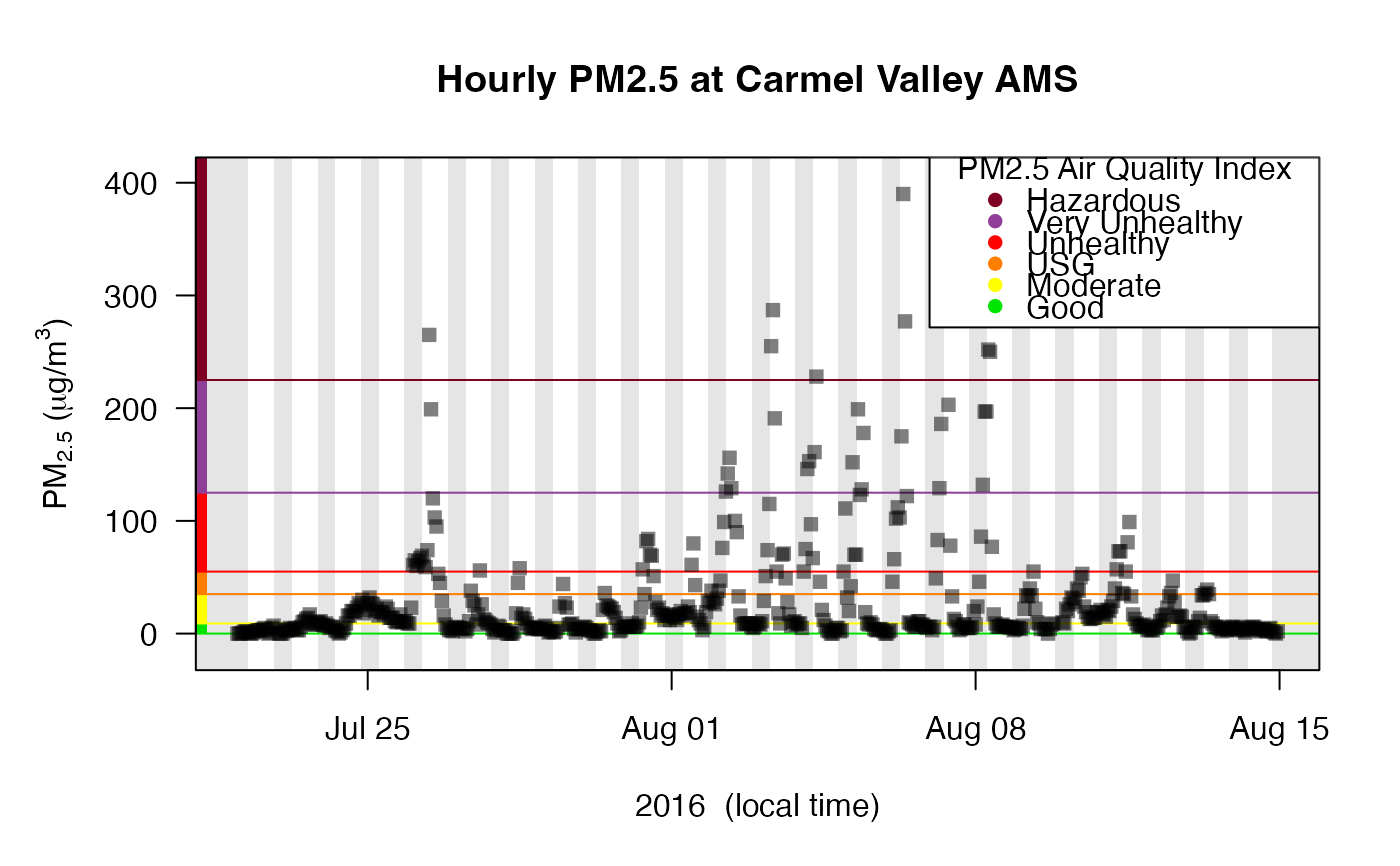 Hourly PM2.5 at Carmel Valley AMS
PM2.5 Air Quality Index
Hazardous
Very Unhealthy
Unhealthy
USG
Moderate
Good
400
300
200
100
0
PM2.5 (μg/m3)
Jul 25
Aug 01
Aug 08
Aug 15
2016 (local time)